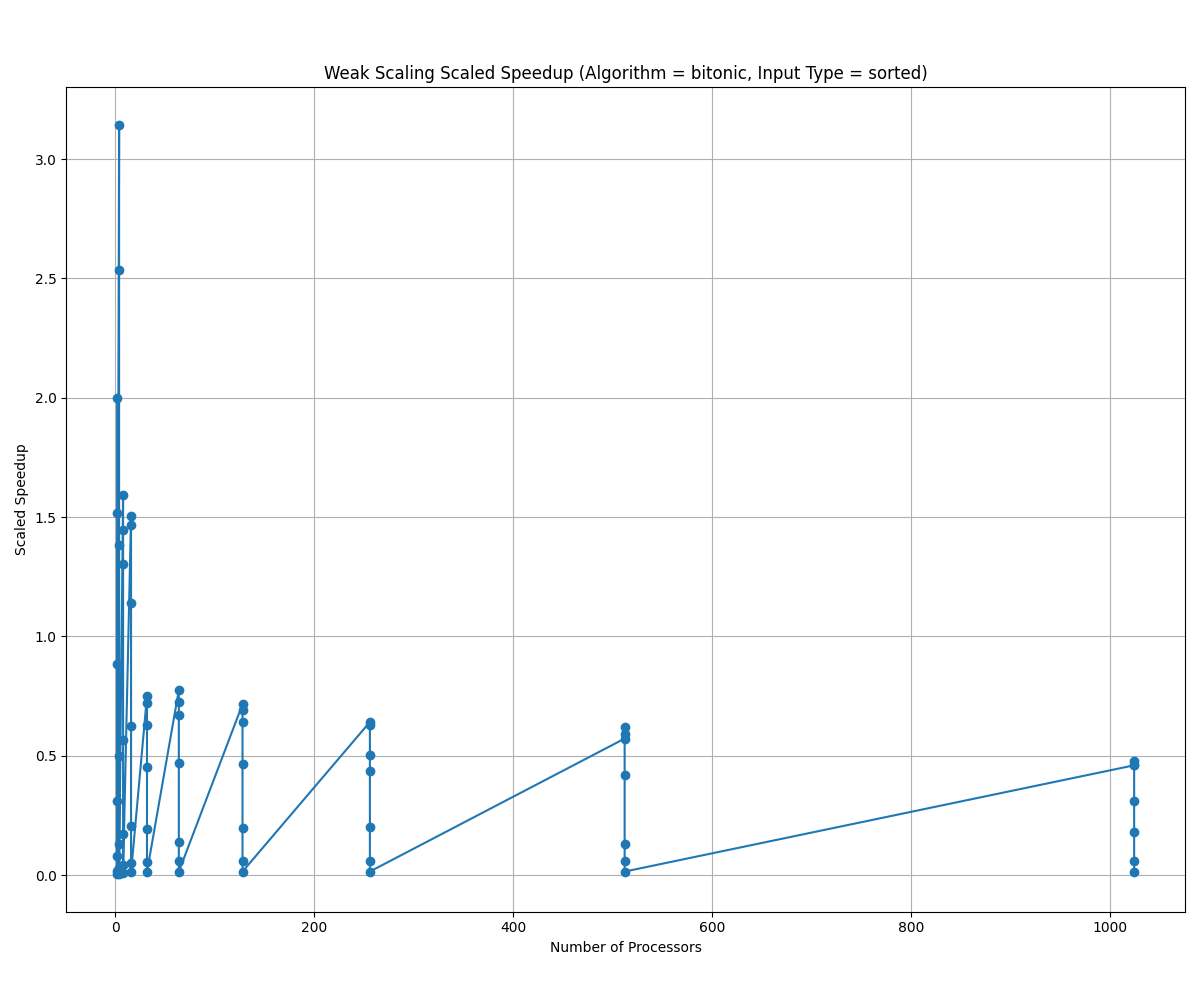 Weak Scaling Scaled Speedup (Algorithm = bitonic, Input Type = sorted)
3.0
2.5
2.0
1.5
1.0
0.5
0.0
Scaled Speedup
0 200 400 600 800 1000
Number of Processors